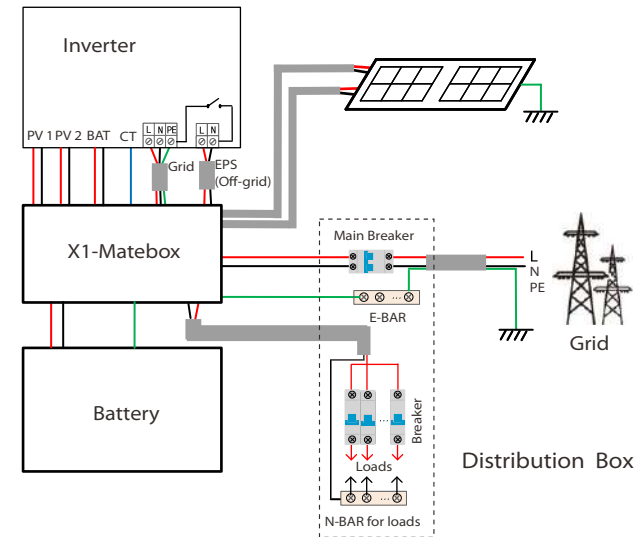 Inverter
L N PE
L N
PV 1 PV 2 BAT CT
Grid
EPS
(Off-grid)
X1-Matebox
Main Breaker
L
N
PE
E-BAR
Grid
Battery
Breaker
Loads
Distribution Box
N-BAR for loads